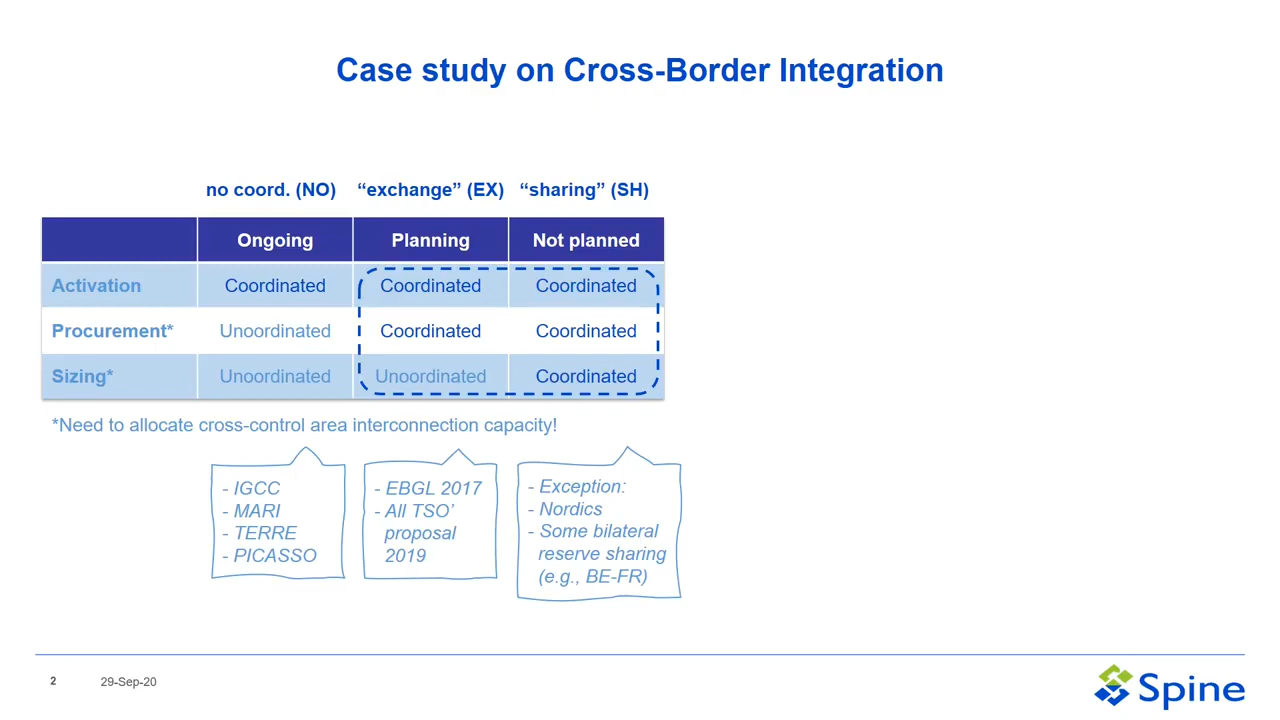 Case study on Cross-Border Integration
no coord. (NO) “exchange” (EX) “sharing” (SH)
Ongoing Planning Not planned
Activation Coordinated Coordinated Coordinated
Procurement* Unoordinated Coordinated Coordinated
Sizing* Unoordinated Unoordinated Coordinated
*Need to allocate cross-control area interconnection capacity!
- IGCC
- MARI
- TERRE
- PICASSO
- EBGL 2017
- All TSO’
proposal
2019
- Exception:
- Nordics
- Some bilateral
reserve sharing
(e.g., BE-FR)
2 29-Sep-20
Spine